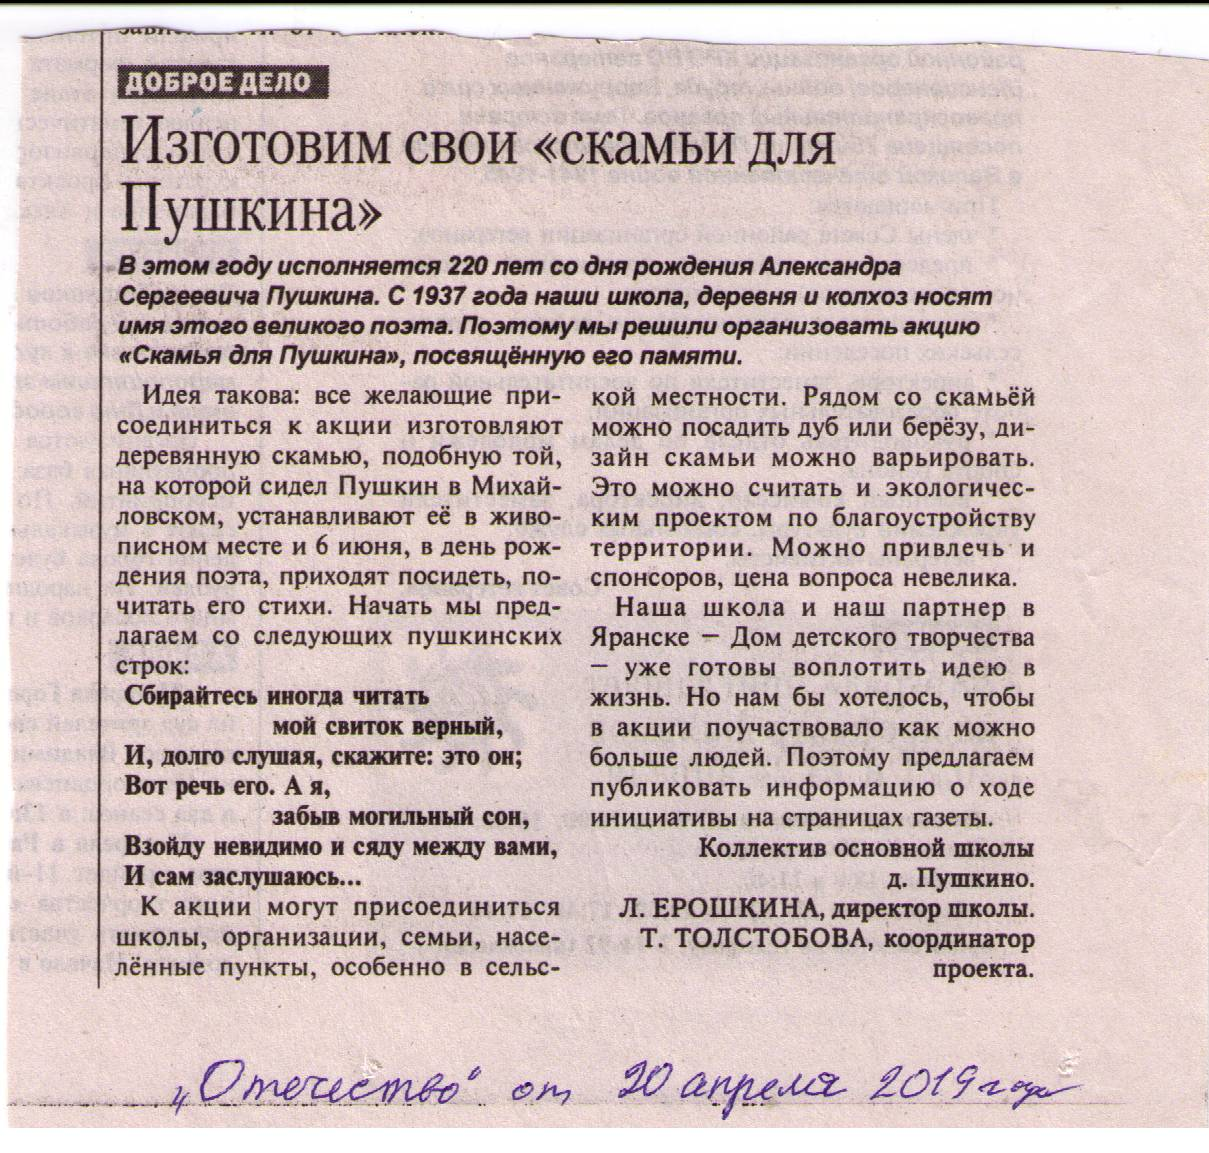 ДОБРОЕ ДЕЛО
Изготовим свои «скамьи для
Пушкина»
В этом году исполняется 220 лет со дня рождения Александра
Сергеевича Пушкина. С 1937 года наши школа, деревня и колхоз носят
имя этого великого поэта. Поэтому мы решили организовать акцию
«Скамья для Пушкина», посвящённую его памяти.
Идея такова: все желающие при-
соединиться к акции изготовляют
деревянную скамью, подобную той,
на которой сидел Пушкин в Михай-
ловском, устанавливают её в живо-
писном месте и 6 июня, в день рож-
дения поэта, приходят посидеть, по-
читать его стихи. Начать мы пред-
лагаем со следующих пушкинских
строк:
Сбирайтесь иногда читать
мой свиток верный,
И, долго слушая, скажите: это он;
Вот речь его. А я,
забыв могильный сон,
Взойду невидимо и сяду между вами,
И сам заслушаюсь...
К акции могут присоединиться
школы, организации, семьи, насе-
лённые пункты, особенно в сельс-
кой местности. Рядом со скамьёй
можно посадить дуб или берёзу, ди-
зайн скамьи можно варьировать.
Это можно считать и экологичес-
ким проектом по благоустройству
территории. Можно привлечь и
спонсоров, цена вопроса невелика.
Наша школа и наш партнер в
Яранске – Дом детского творчества
– уже готовы воплотить идею в
жизнь. Но нам бы хотелось, чтобы
в акции поучаствовало как можно
больше людей. Поэтому предлагаем
публиковать информацию о ходе
инициативы на страницах газеты.
Коллектив основной школы
д. Пушкино.
Л. ЕРОШКИНА, директор школы.
Т. ТОЛСТОБОВА, координатор
проекта.
„Отечество" от 20 апреля 2019 года